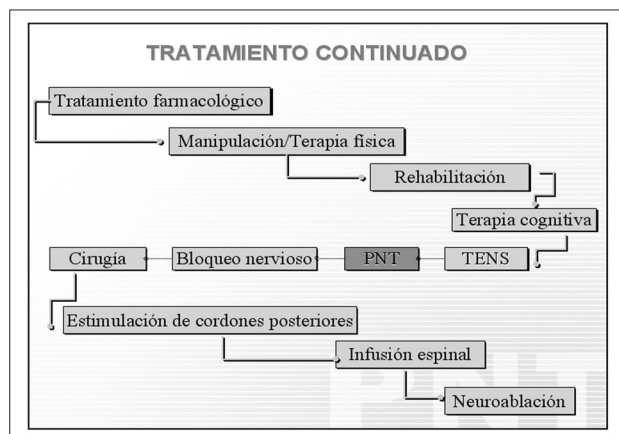 TRATAMIENTO CONTINUADO
Tratamiento farmacológico
Manipulación/Terapia física
Rehabilitación
Terapia cognitiva
Cirugía
Bloqueo nervioso
PNT
TENS
Estimulación de cordones posteriores
Infusión espinal
Neuroablación
PNT